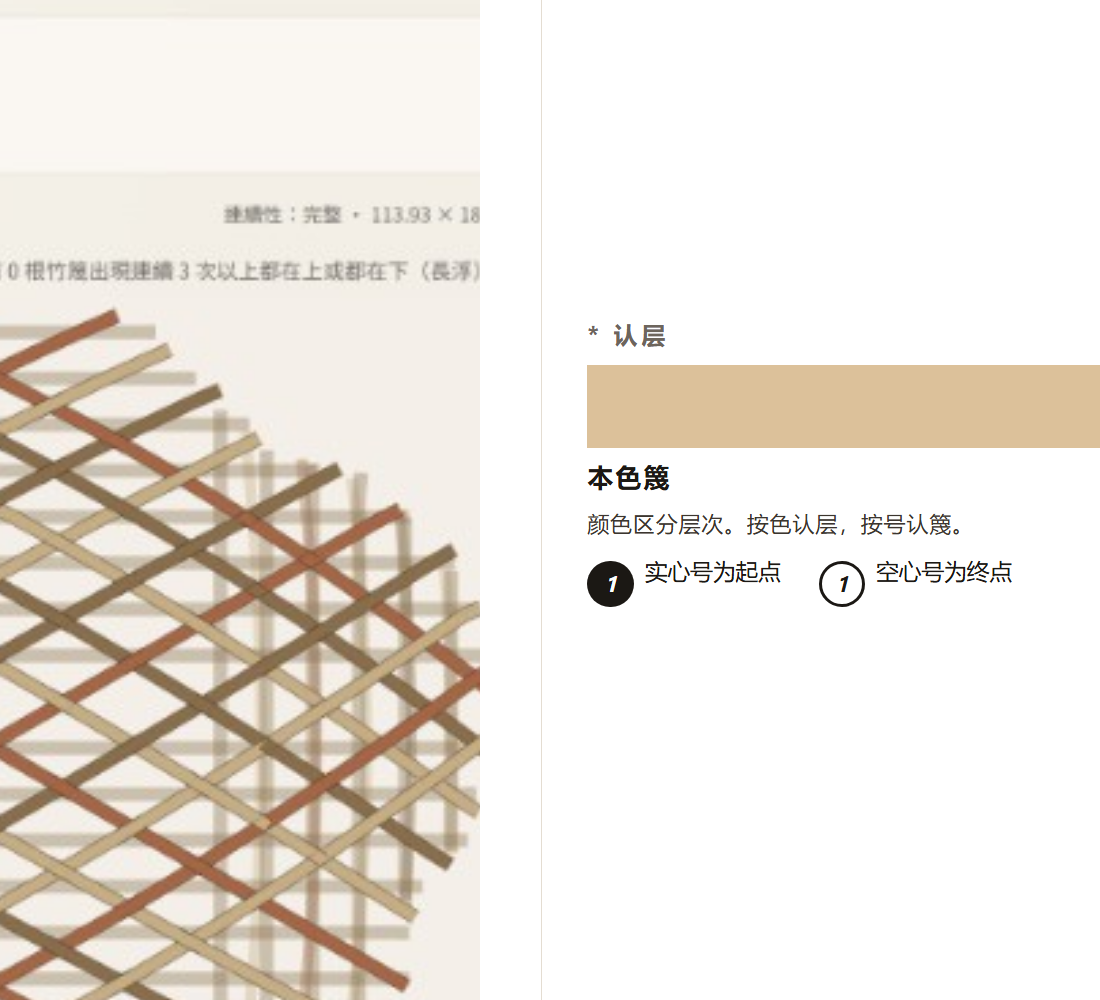 連續性：完整 · 113.93 × 18
0 根竹篾出現連續 3 次以上都在上或都在下（長浮）
* 认层
本色篾
颜色区分层次。按色认层，按号认篾。
1 实心号为起点 1 空心号为终点